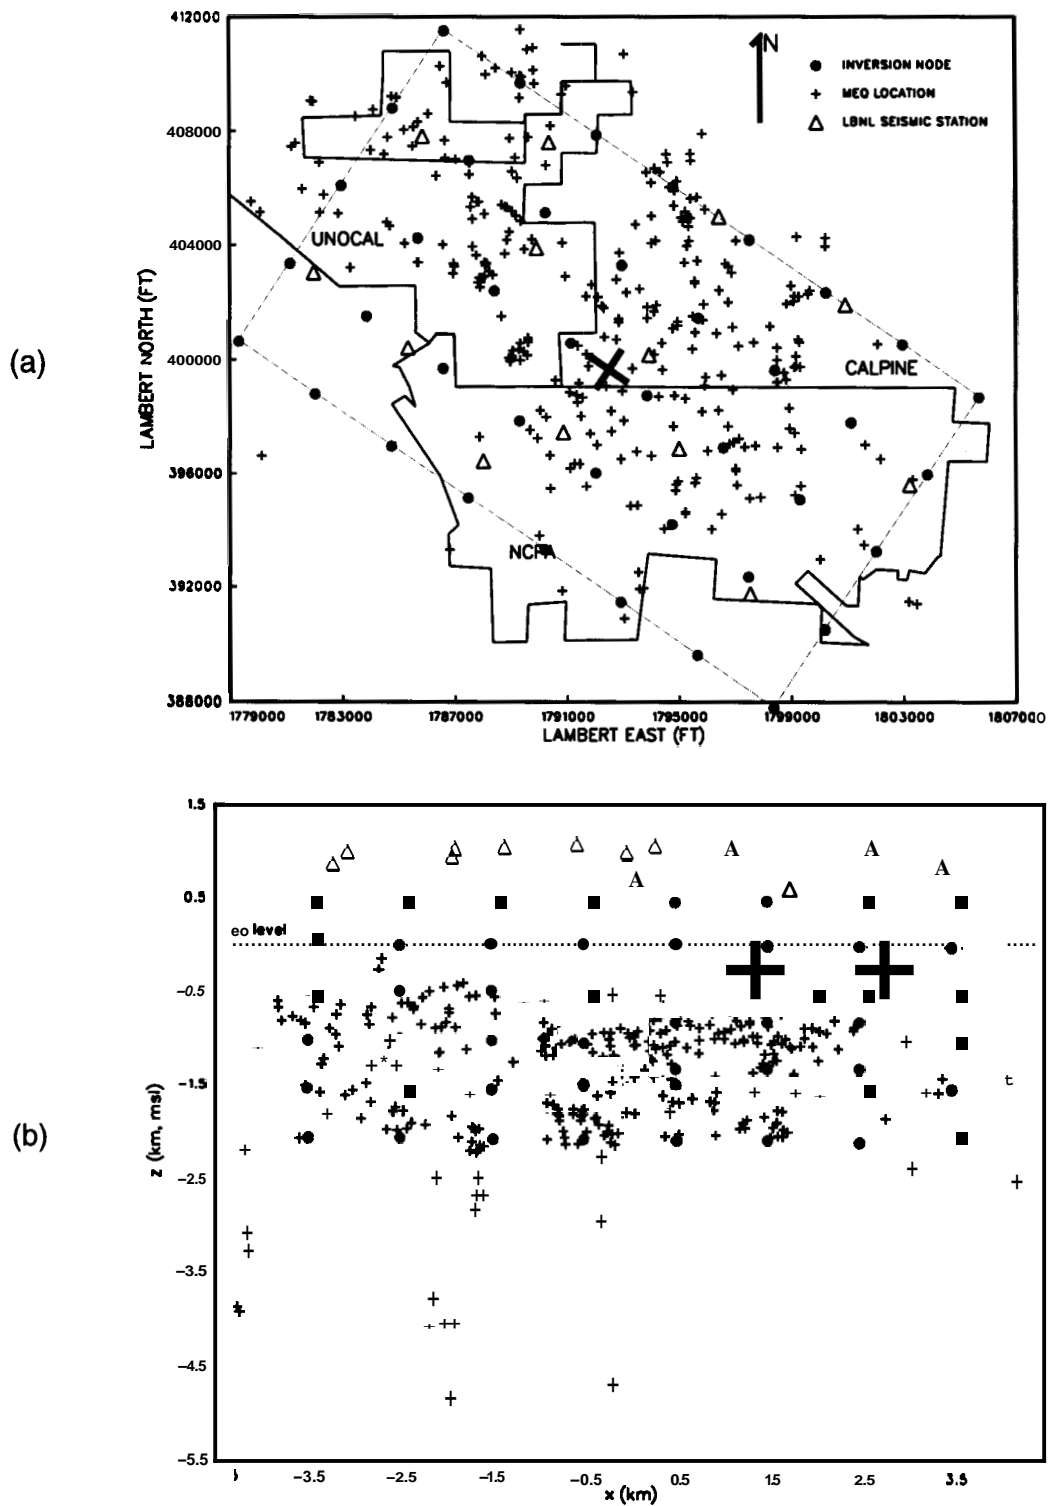 412000
N
INVERSION NODE
MEQ LOCATION
LBNL SEISMIC STATION
408000
UNOCAL
404000
LAMBERT NORTH (FT)
(a)
400000
CALPINE
396000
NCPA
392000
388000
1779000 1783000 1787000 1791000 1795000 1799000 1803000 1807000
LAMBERT EAST (FT)
1.5
A A
A A
0.5
eo level
-0.5
-1.5
t
(b)
z (km, msl)
-2.5
-3.5
-4.5
-5.5
-3.5 -2.5 -1.5 -0.5 0.5 1.5 2.5 3.5
x (km)